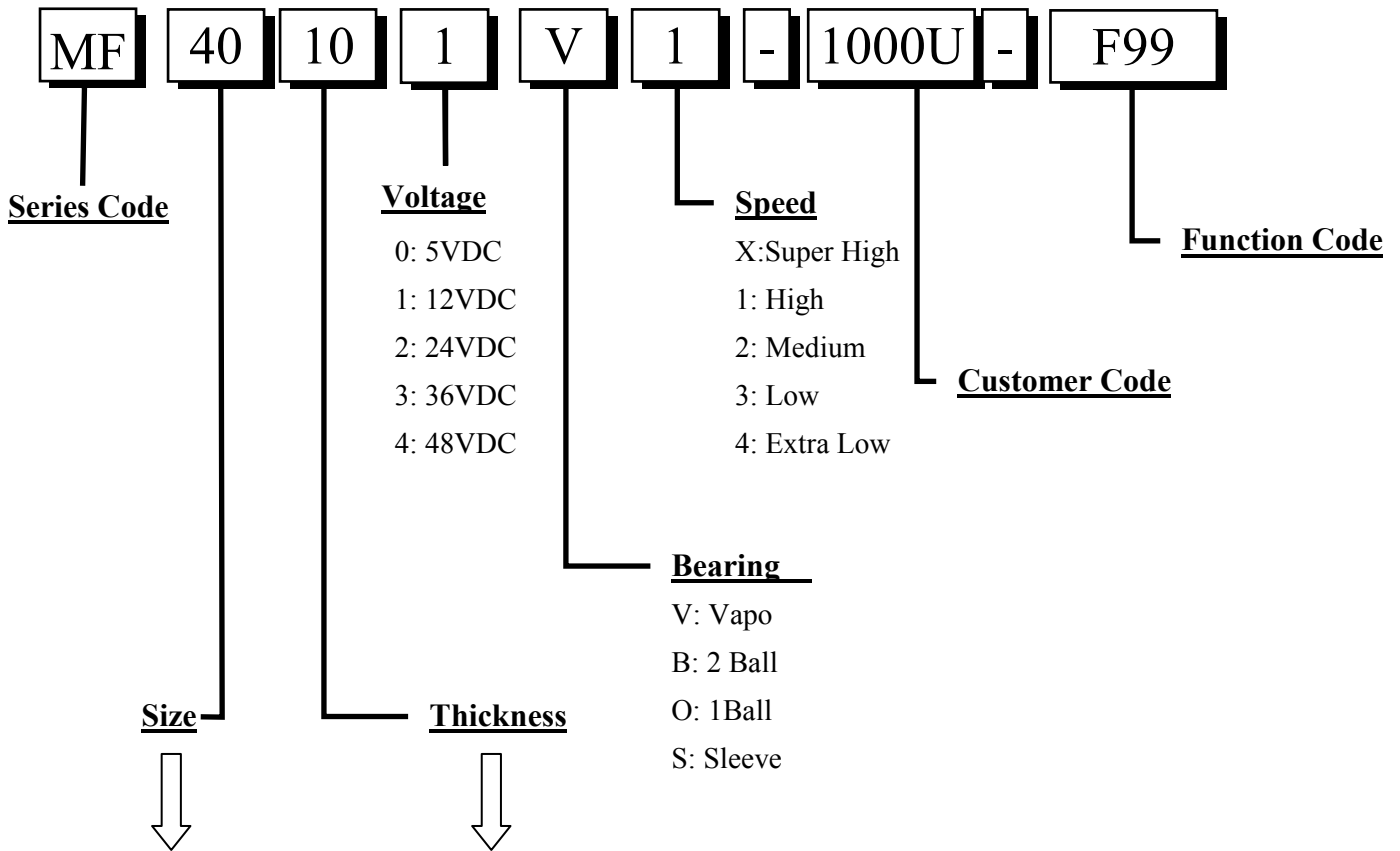 MF 40 10 1 V 1 - 1000U - F99
Series Code
Voltage
0: 5VDC
1: 12VDC
2: 24VDC
3: 36VDC
4: 48VDC
Speed
X:Super High
1: High
2: Medium
3: Low
4: Extra Low
Function Code
Customer Code
Bearing
V: Vapo
B: 2 Ball
O: 1Ball
S: Sleeve
Size
Thickness